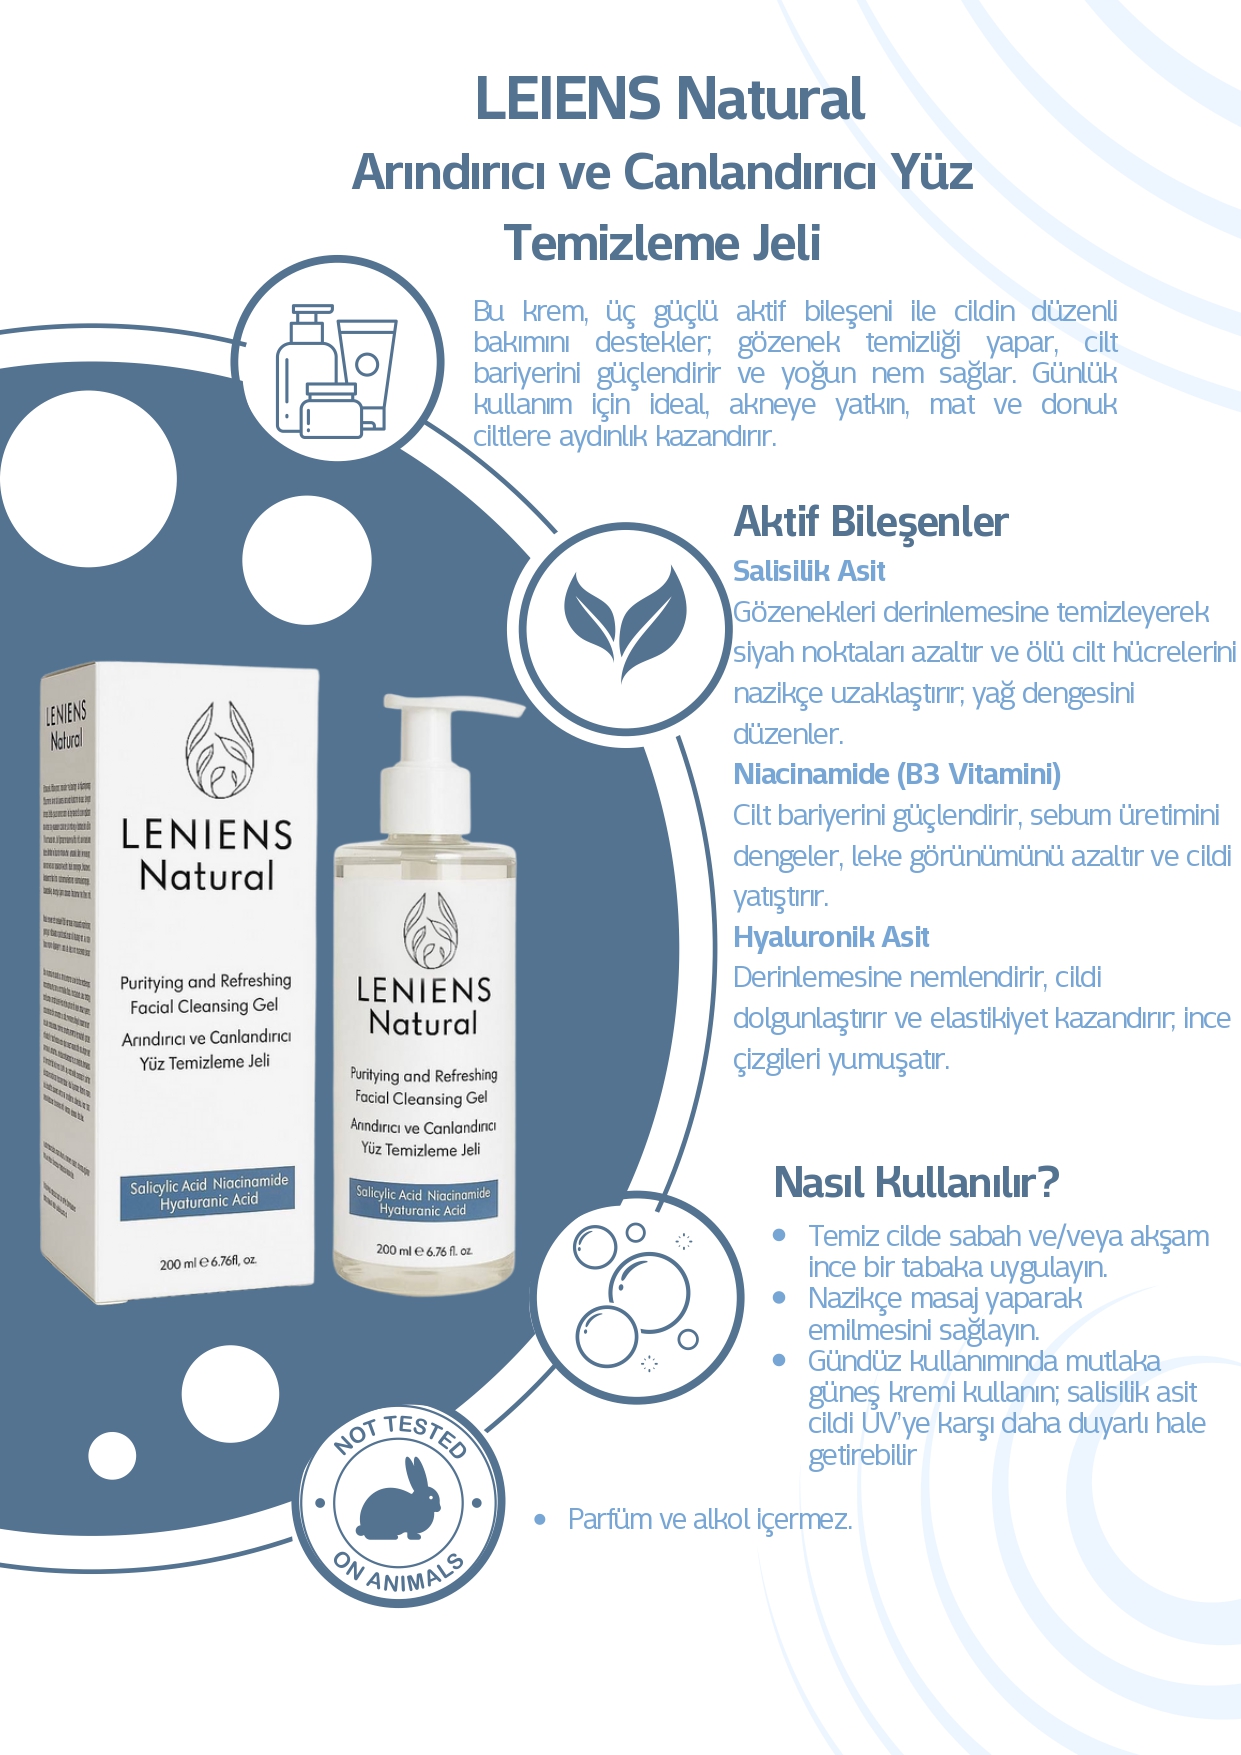 LEIENS Natural
Arındırıcı ve Canlandırıcı Yüz
Temizleme Jeli
Bu krem, üç güçlü aktif bileşeni ile cildin düzenli
bakımını destekler; gözenek temizliği yapar, cilt
bariyerini güçlendirir ve yoğun nem sağlar. Günlük
kullanım için ideal, akneye yatkın, mat ve donuk
ciltlere aydınlık kazandırır.
Aktif Bileşenler
Salisilik Asit
Gözenekleri derinlemesine temizleyerek
siyah noktaları azaltır ve ölü cilt hücrelerini
nazikçe uzaklaştırır; yağ dengesini
düzenler.
Niacinamide (B3 Vitamini)
Cilt bariyerini güçlendirir, sebum üretimini
dengeler, leke görünümünü azaltır ve cildi
yatıştırır.
Hyaluronik Asit
Derinlemesine nemlendirir, cildi
dolgunlaştırır ve elastikiyet kazandırır; ince
çizgileri yumuşatır.
LENIENS
Natural
LENIENS
Natural
Puritying and Refreshing
Facial Cleansing Gel
Arındırıcı ve Canlandırıcı
Yüz Temizleme Jeli
Salicylic Acid Niacinamide
Hyaturanic Acid
200 ml e 6.76fl, oz.
LENIENS
Natural
Puritying and Refreshing
Facial Cleansing Gel
Arındırıcı ve Canlandırıcı
Yüz Temizleme Jeli
Salicylic Acid Niacinamide
Hyaturanic Acid
200 ml e 6.76 fl. oz.
Nasıl Kullanılır?
• Temiz cilde sabah ve/veya akşam
ince bir tabaka uygulayın.
• Nazikçe masaj yaparak
emilmesini sağlayın.
• Gündüz kullanımında mutlaka
güneş kremi kullanın; salisilik asit
cildi UV'ye karşı daha duyarlı hale
getirebilir
NOT TESTED
ON ANIMALS
• Parfüm ve alkol içermez.